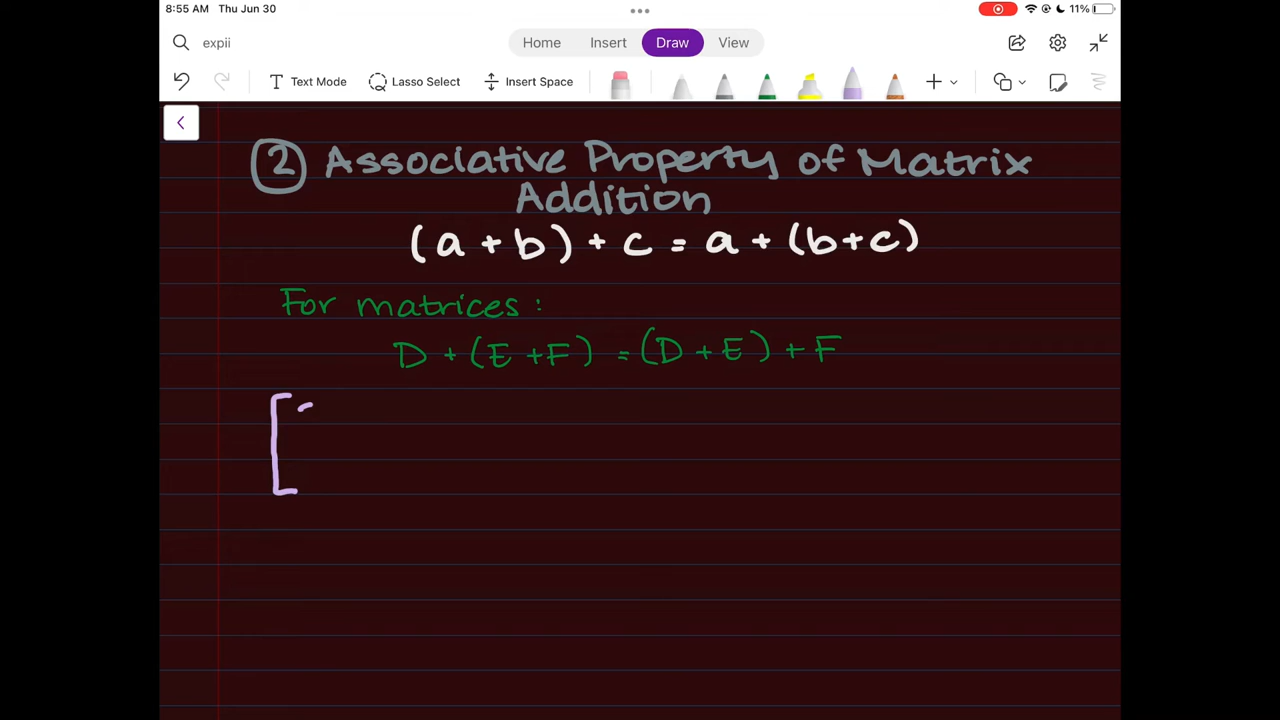 8:55 AM Thu Jun 30
11%
expii
Home Insert Draw View
Text Mode Lasso Select Insert Space
2 Associative Property of Matrix
Addition
(a + b) + c = a + (b+c)
For matrices:
D + (E + F) = (D + E) + F